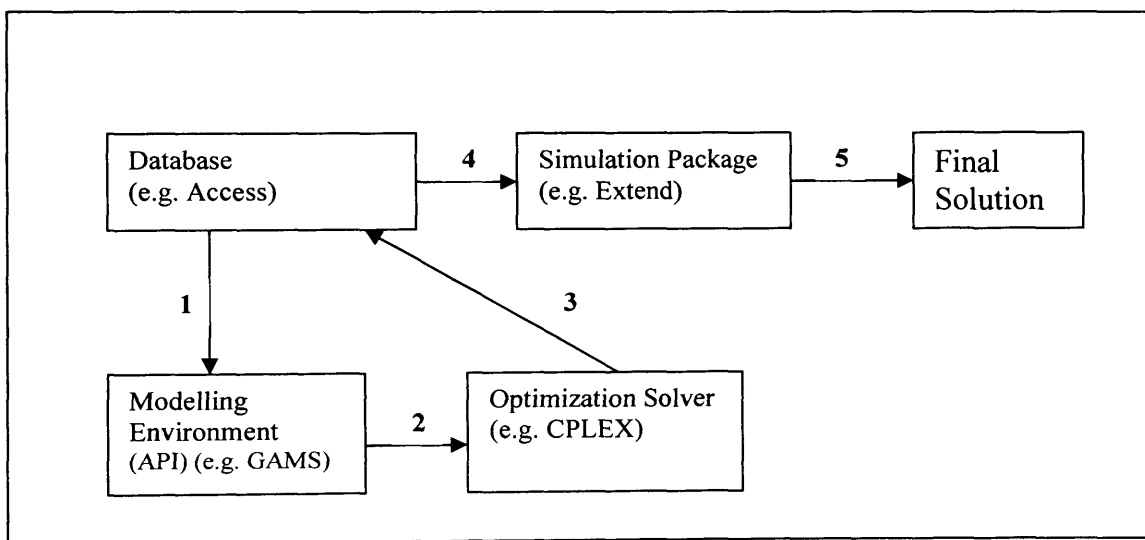 Database
(e.g. Access)
4
Simulation Package
(e.g. Extend)
5
Final
Solution
1
3
Modelling
Environment
(API) (e.g. GAMS)
2
Optimization Solver
(e.g. CPLEX)